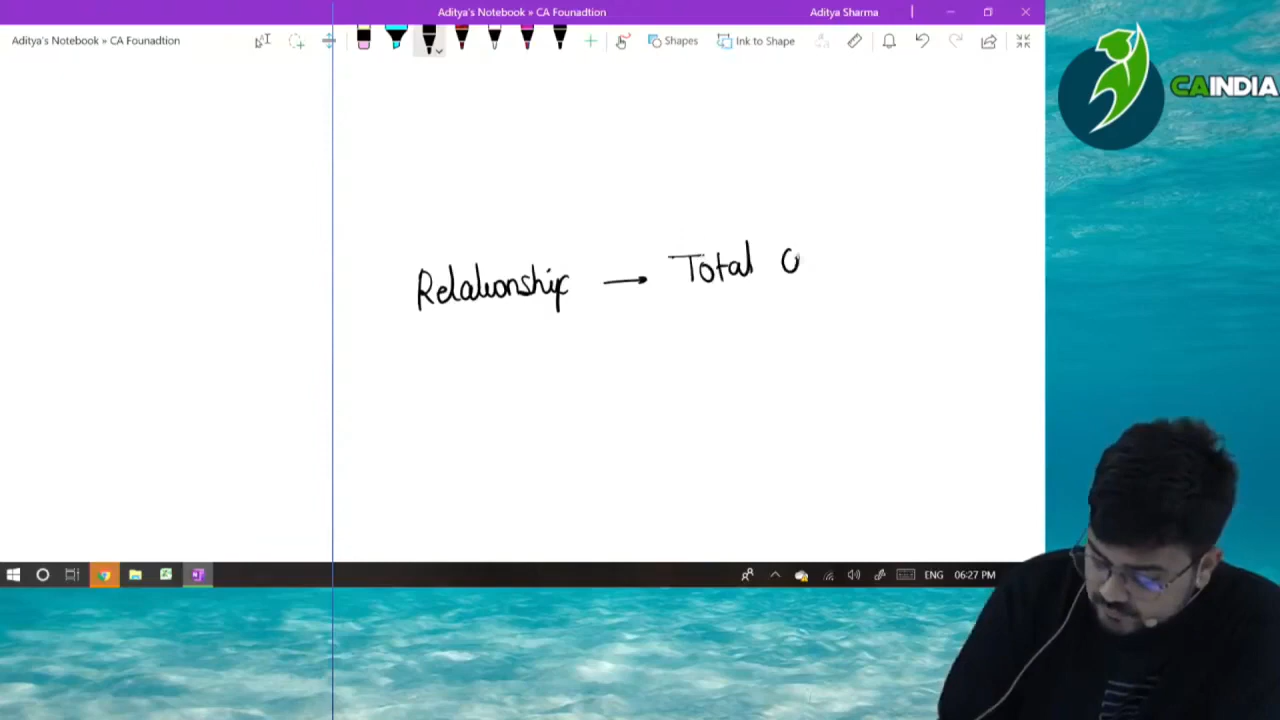 Aditya's Notebook » CA Founadtion
Aditya Sharma
Aditya's Notebook » CA Founadtion
Shapes
Ink to Shape
CAINDIA
Relationship → Total
ENG
06:27 PM